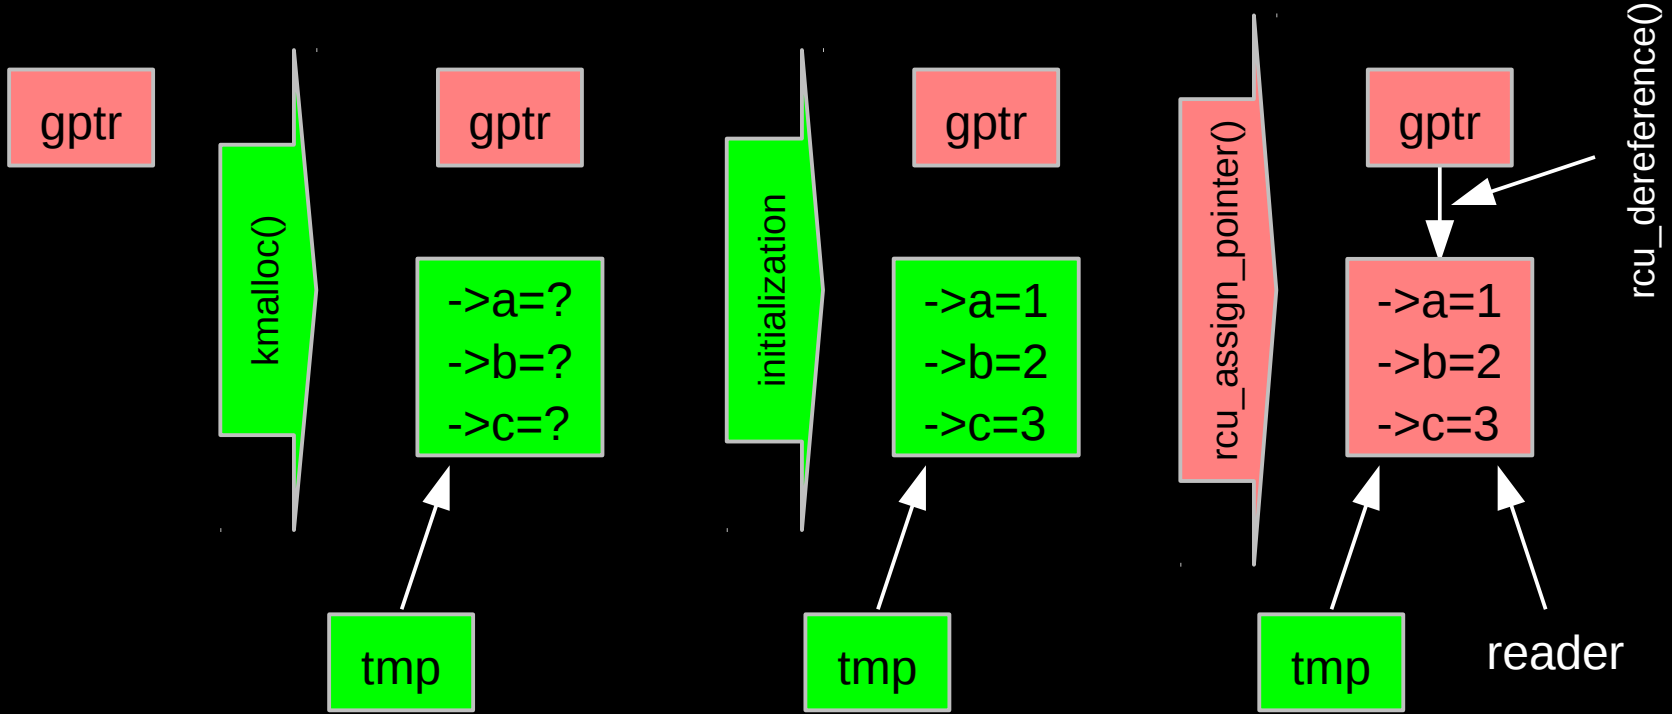 gptr
kmalloc()
gptr
->a=?
->b=?
->c=?
tmp
initialization
gptr
->a=1
->b=2
->c=3
tmp
rcu_assign_pointer()
gptr
rcu_dereference()
->a=1
->b=2
->c=3
tmp
reader